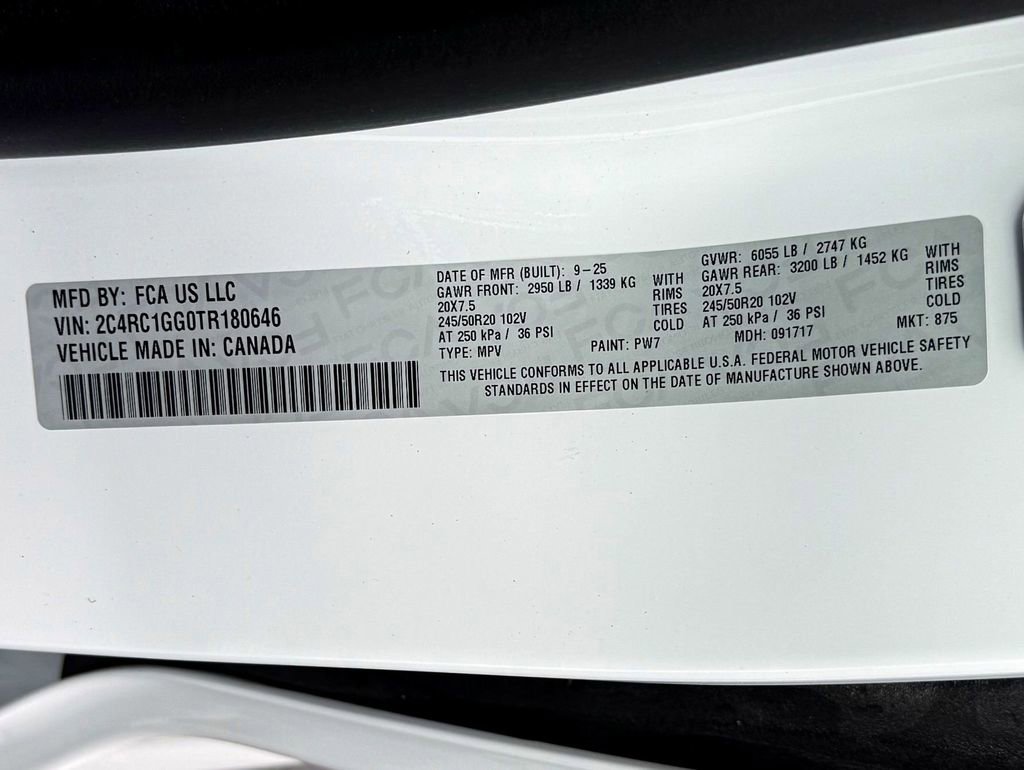 MFD BY: FCA US LLC
VIN: 2C4RC1GG0TR180646
VEHICLE MADE IN: CANADA
DATE OF MFR (BUILT): 9-25
GAWR FRONT: 2950 LB / 1339 KG WITH
20X7.5 RIMS
245/50R20 102V TIRES
AT 250 kPa / 36 PSI COLD
TYPE: MPV PAINT: PW7
GVWR: 6055 LB / 2747 KG
GAWR REAR: 3200 LB / 1452 KG WITH
20X7.5 RIMS
245/50R20 102V TIRES
AT 250 kPa / 36 PSI COLD
MDH: 091717 MKT: 875
THIS VEHICLE CONFORMS TO ALL APPLICABLE U.S.A. FEDERAL MOTOR VEHICLE SAFETY
STANDARDS IN EFFECT ON THE DATE OF MANUFACTURE SHOWN ABOVE.